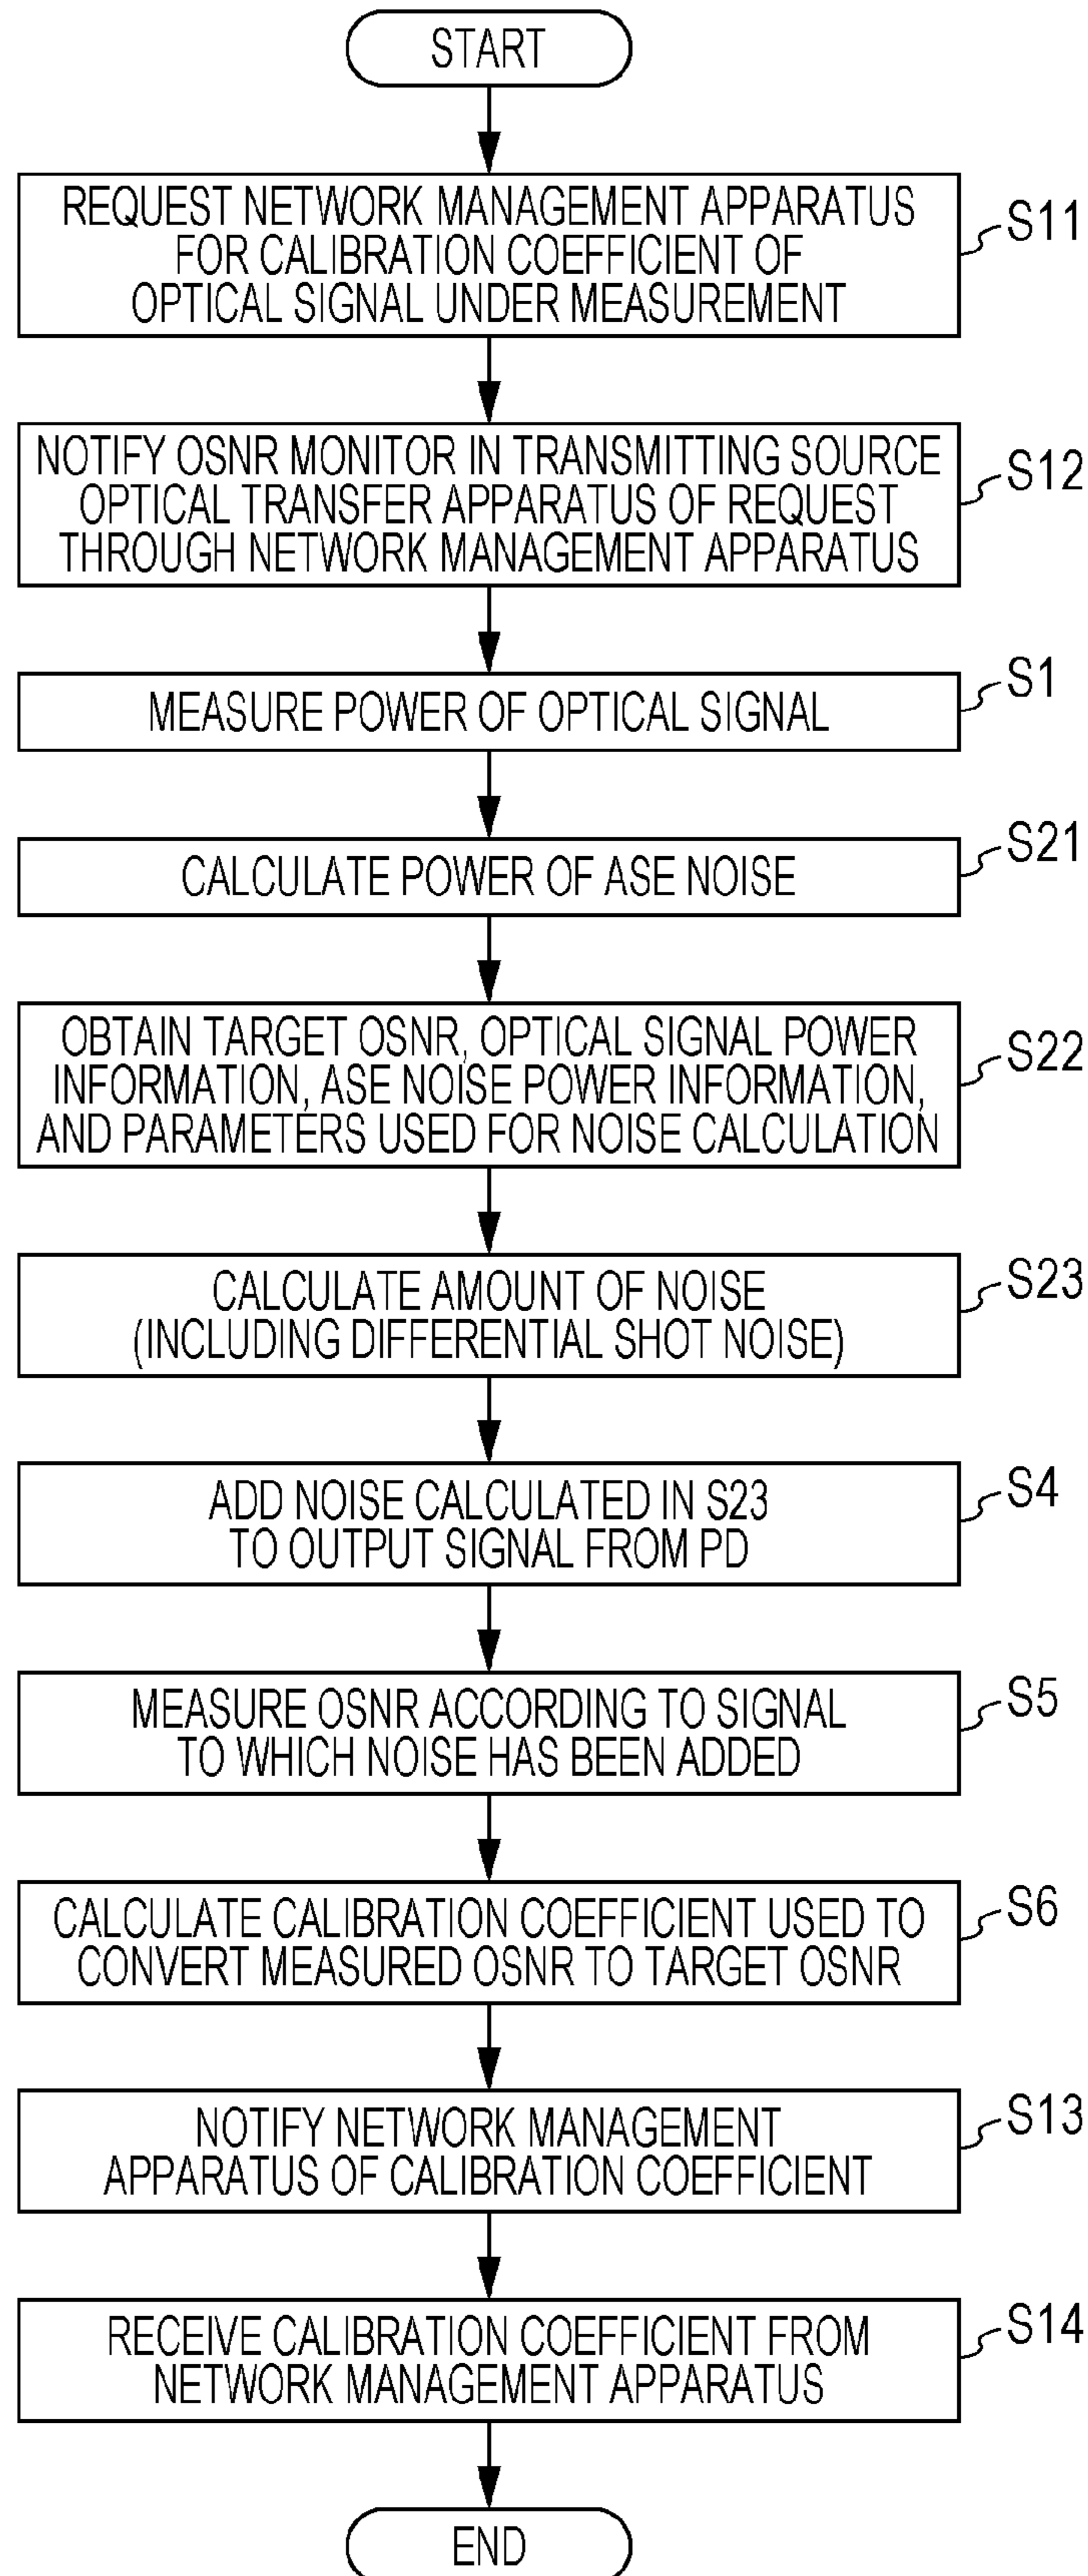 START
REQUEST NETWORK MANAGEMENT APPARATUS
FOR CALIBRATION COEFFICIENT OF
OPTICAL SIGNAL UNDER MEASUREMENT
S11
NOTIFY OSNR MONITOR IN TRANSMITTING SOURCE
OPTICAL TRANSFER APPARATUS OF REQUEST
THROUGH NETWORK MANAGEMENT APPARATUS
S12
MEASURE POWER OF OPTICAL SIGNAL
S1
CALCULATE POWER OF ASE NOISE
S21
OBTAIN TARGET OSNR, OPTICAL SIGNAL POWER
INFORMATION, ASE NOISE POWER INFORMATION,
AND PARAMETERS USED FOR NOISE CALCULATION
S22
CALCULATE AMOUNT OF NOISE
(INCLUDING DIFFERENTIAL SHOT NOISE)
S23
ADD NOISE CALCULATED IN S23
TO OUTPUT SIGNAL FROM PD
S4
MEASURE OSNR ACCORDING TO SIGNAL
TO WHICH NOISE HAS BEEN ADDED
S5
CALCULATE CALIBRATION COEFFICIENT USED TO
CONVERT MEASURED OSNR TO TARGET OSNR
S6
NOTIFY NETWORK MANAGEMENT
APPARATUS OF CALIBRATION COEFFICIENT
S13
RECEIVE CALIBRATION COEFFICIENT FROM
NETWORK MANAGEMENT APPARATUS
S14
END